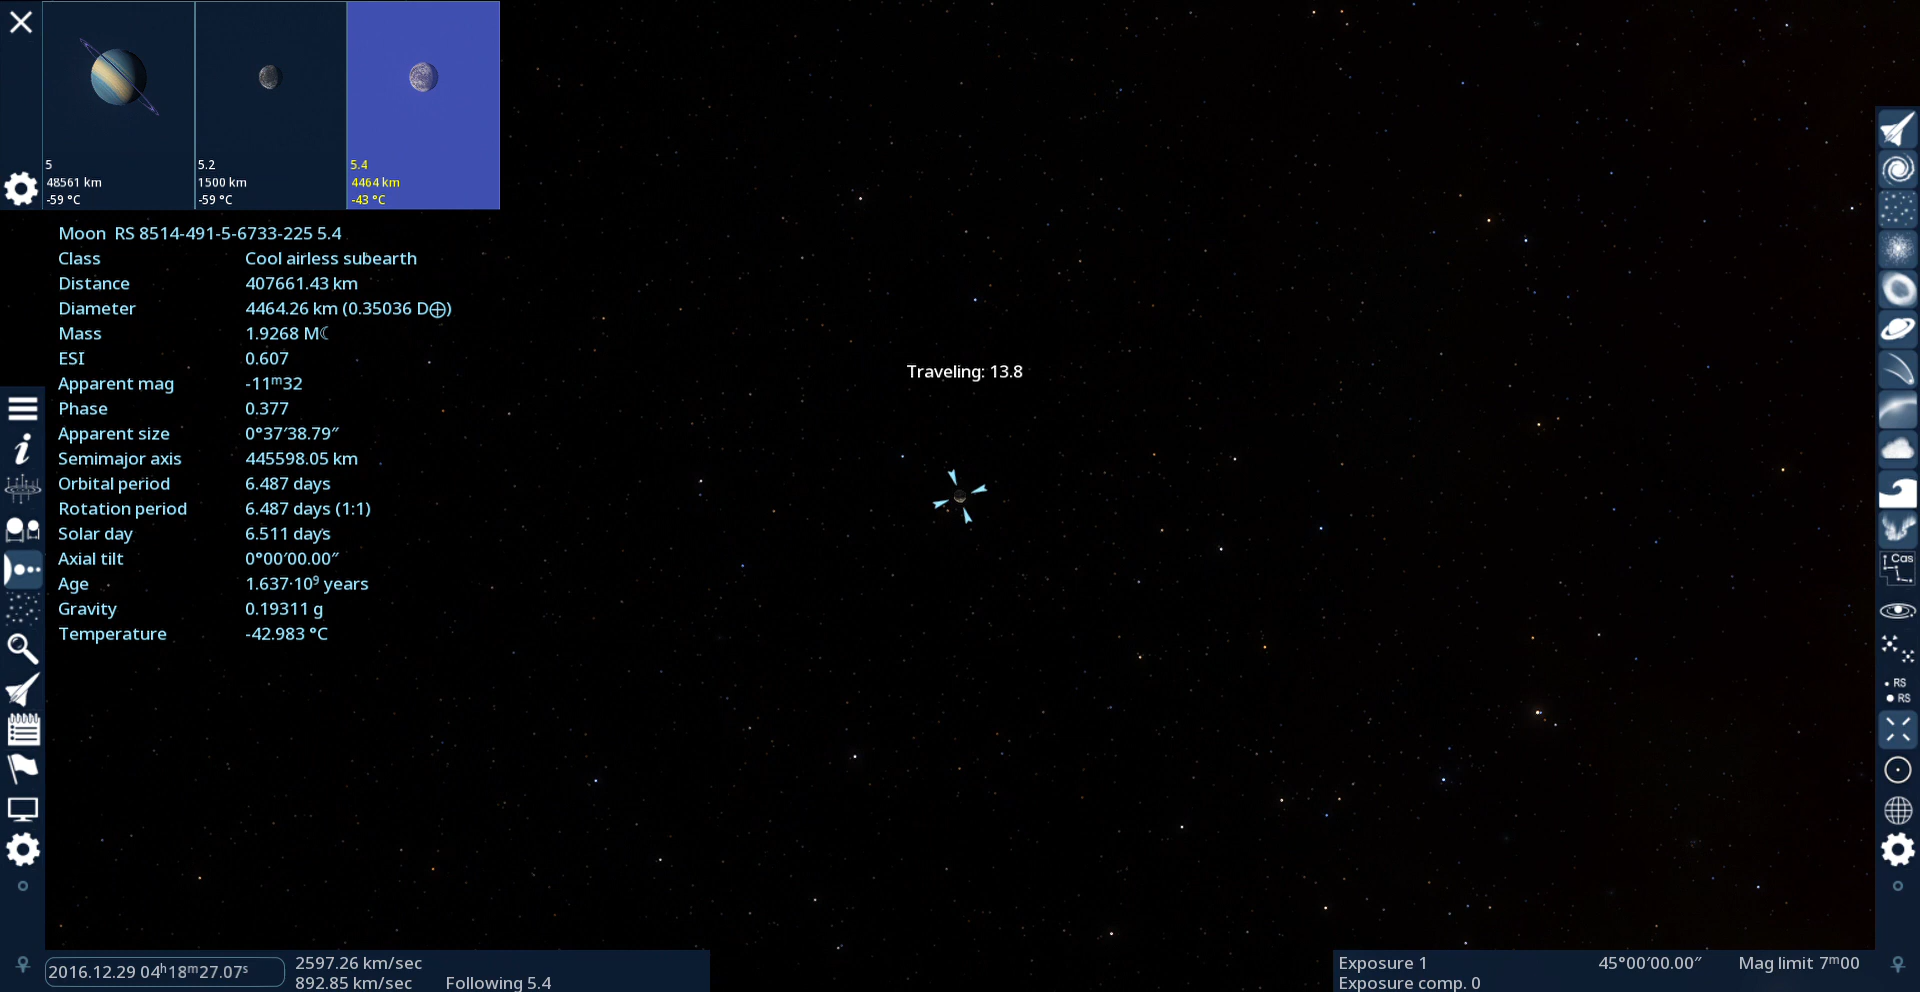 5
48561 km
-59 °C
5.2
1500 km
-59 °C
5.4
4464 km
-43 °C
Moon RS 8514-491-5-6733-225 5.4
Class Cool airless subearth
Distance 407661.43 km
Diameter 4464.26 km (0.35036 D⊕)
Mass 1.9268 M☾
ESI 0.607
Apparent mag -11ᵐ32
Phase 0.377
Apparent size 0°37′38.79″
Semimajor axis 445598.05 km
Orbital period 6.487 days
Rotation period 6.487 days (1:1)
Solar day 6.511 days
Axial tilt 0°00′00.00″
Age 1.637·10⁹ years
Gravity 0.19311 g
Temperature -42.983 °C
Traveling: 13.8
Cas
RS
RS
2016.12.29 04ʰ18ᵐ27.07ˢ
2597.26 km/sec
892.85 km/sec Following 5.4
Exposure 1 45°00′00.00″ Mag limit 7ᵐ00
Exposure comp. 0